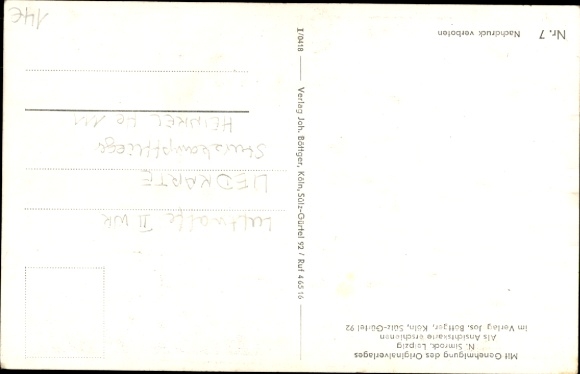 Mit Genehmigung des Originalverlages
N. Simrock, Leipzig
Als Ansichtskarte erschienen
im Verlag Jos. Böttger, Köln, Sülz-Gürtel 92
Nr. 7 Nachdruck verboten
I/0418 Verlag Joh. Böttger, Köln, Sülz-Gürtel 92 / Ruf 4 65 16
Luftwaffe II WK
LIEDKARTE
Sturzkampfflieger
HEINKEL He 111
14€